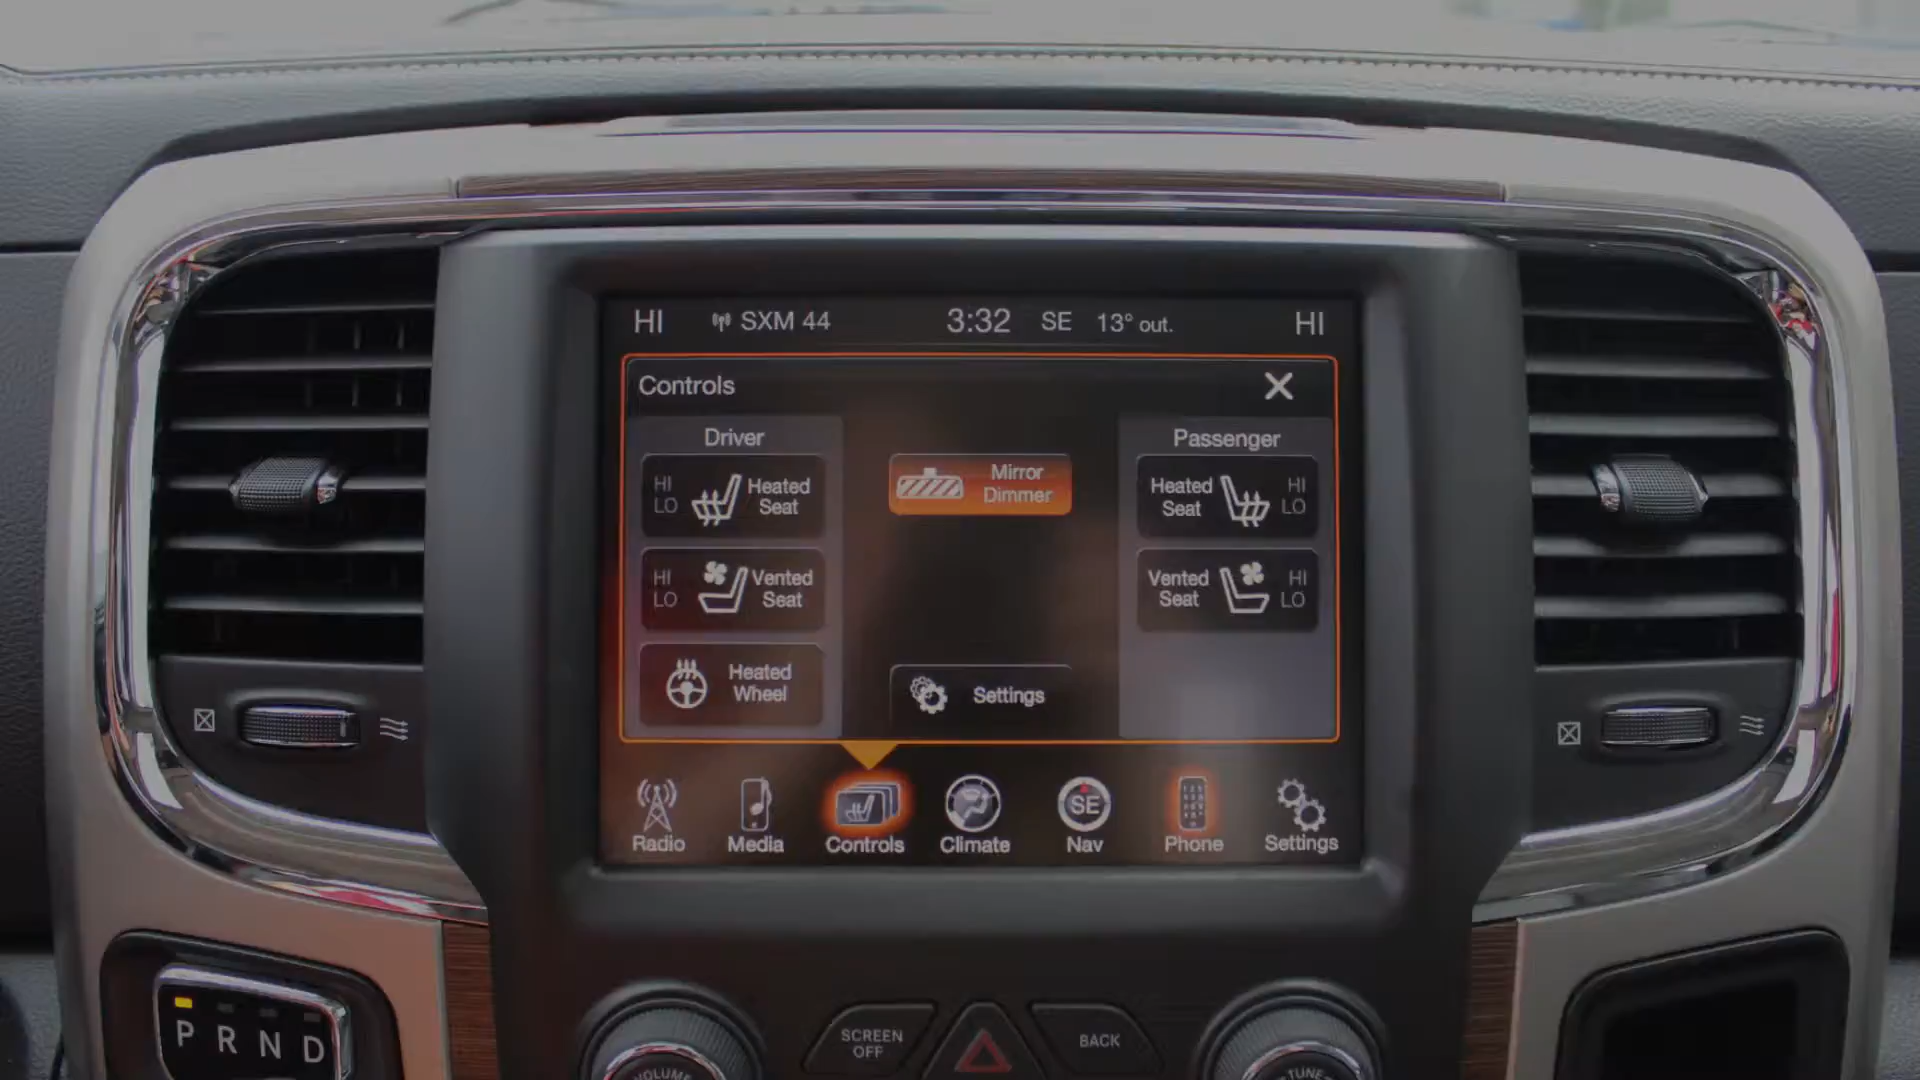 HI SXM 44 3:32 SE 13° out. HI
Controls
Driver
HI
LO
Heated
Seat
HI
LO
Vented
Seat
Heated
Wheel
Mirror
Dimmer
Settings
Passenger
Heated
Seat
HI
LO
Vented
Seat
HI
LO
Radio Media Controls Climate SE Nav Phone Settings
P R N D
VOLUME
SCREEN
OFF
BACK
TUNE